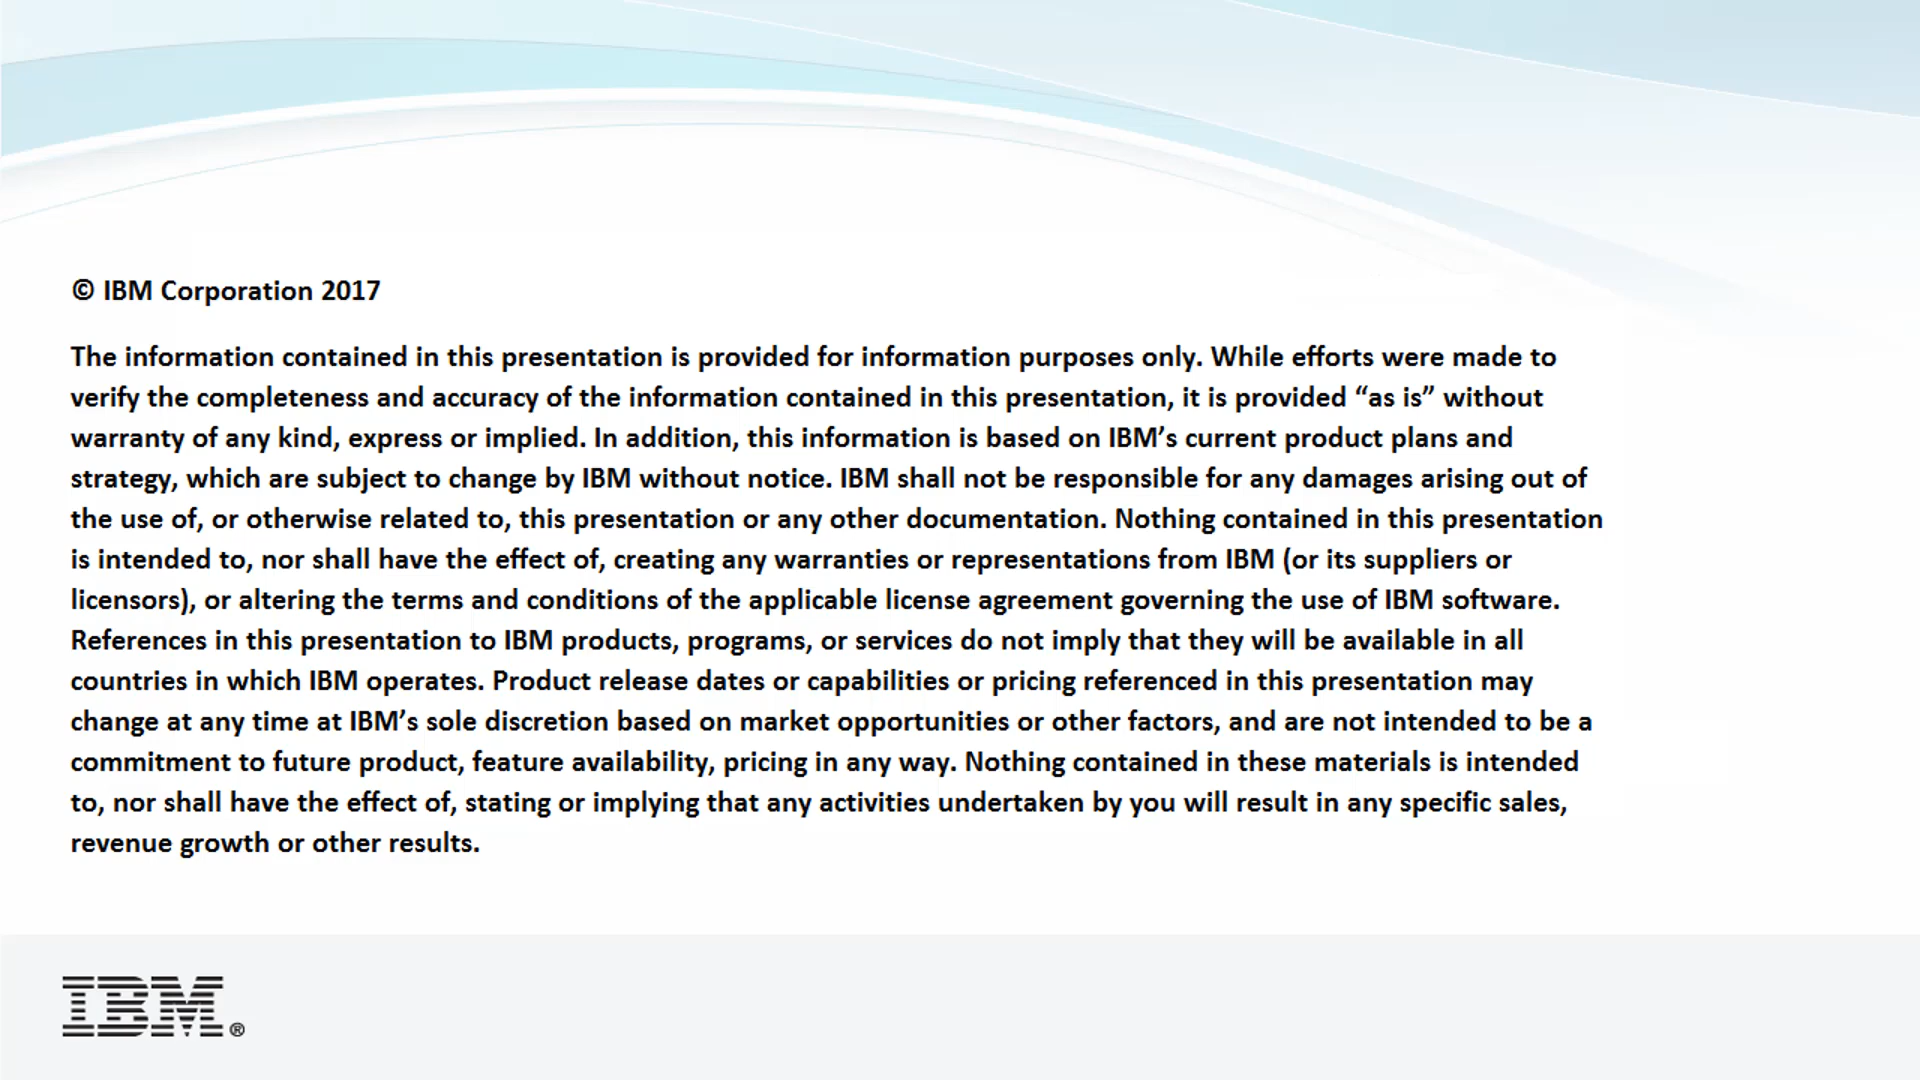 © IBM Corporation 2017
The information contained in this presentation is provided for information purposes only. While efforts were made to
verify the completeness and accuracy of the information contained in this presentation, it is provided “as is” without
warranty of any kind, express or implied. In addition, this information is based on IBM’s current product plans and
strategy, which are subject to change by IBM without notice. IBM shall not be responsible for any damages arising out of
the use of, or otherwise related to, this presentation or any other documentation. Nothing contained in this presentation
is intended to, nor shall have the effect of, creating any warranties or representations from IBM (or its suppliers or
licensors), or altering the terms and conditions of the applicable license agreement governing the use of IBM software.
References in this presentation to IBM products, programs, or services do not imply that they will be available in all
countries in which IBM operates. Product release dates or capabilities or pricing referenced in this presentation may
change at any time at IBM’s sole discretion based on market opportunities or other factors, and are not intended to be a
commitment to future product, feature availability, pricing in any way. Nothing contained in these materials is intended
to, nor shall have the effect of, stating or implying that any activities undertaken by you will result in any specific sales,
revenue growth or other results.
IBM®